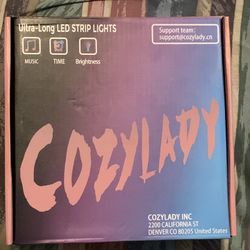 Ultra-Long LED STRIP LIGHTS
Support team:
support@cozylady.cn
MUSIC
TIME
Brightness
COZYLADY
COZYLADY INC
2200 CALIFORNIA ST
DENVER CO 80205 United States